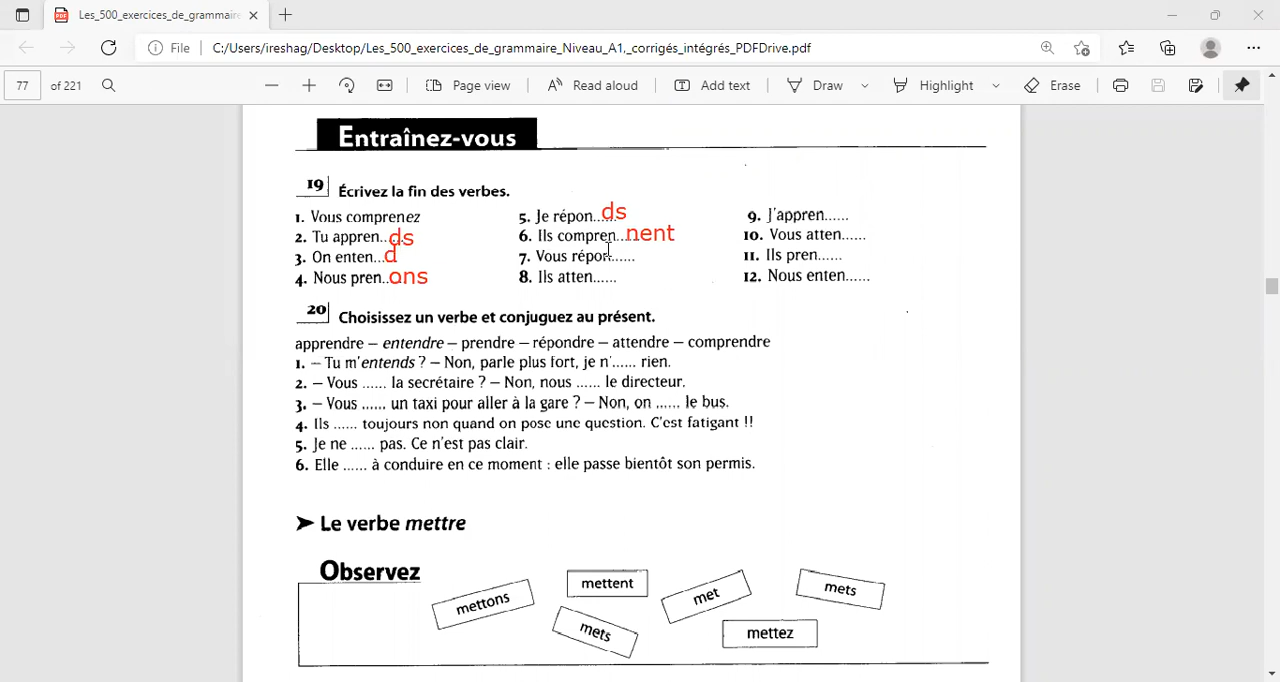 Les_500_exercices_de_grammaire
File C:/Users/ireshag/Desktop/Les_500_exercices_de_grammaire_Niveau_A1,_corrigés_intégrés_PDFDrive.pdf
77 of 221 Page view Read aloud Add text Draw Highlight Erase
Entraînez-vous
19 Écrivez la fin des verbes.
1. Vous comprenez
2. Tu appren......ds
3. On enten...d
4. Nous pren...ons
5. Je répon......ds
6. Ils compren......nent
7. Vous répon......
8. Ils atten......
9. J'appren......
10. Vous atten......
11. Ils pren......
12. Nous enten......
20 Choisissez un verbe et conjuguez au présent.
apprendre – entendre – prendre – répondre – attendre – comprendre
1. – Tu m'entends ? – Non, parle plus fort, je n'...... rien.
2. – Vous ...... la secrétaire ? – Non, nous ...... le directeur.
3. – Vous ...... un taxi pour aller à la gare ? – Non, on ...... le bus.
4. Ils ...... toujours non quand on pose une question. C'est fatigant !!
5. Je ne ...... pas. Ce n'est pas clair.
6. Elle ...... à conduire en ce moment : elle passe bientôt son permis.
➤ Le verbe mettre
Observez
mettons
mettent
met
mets
mets
mettez